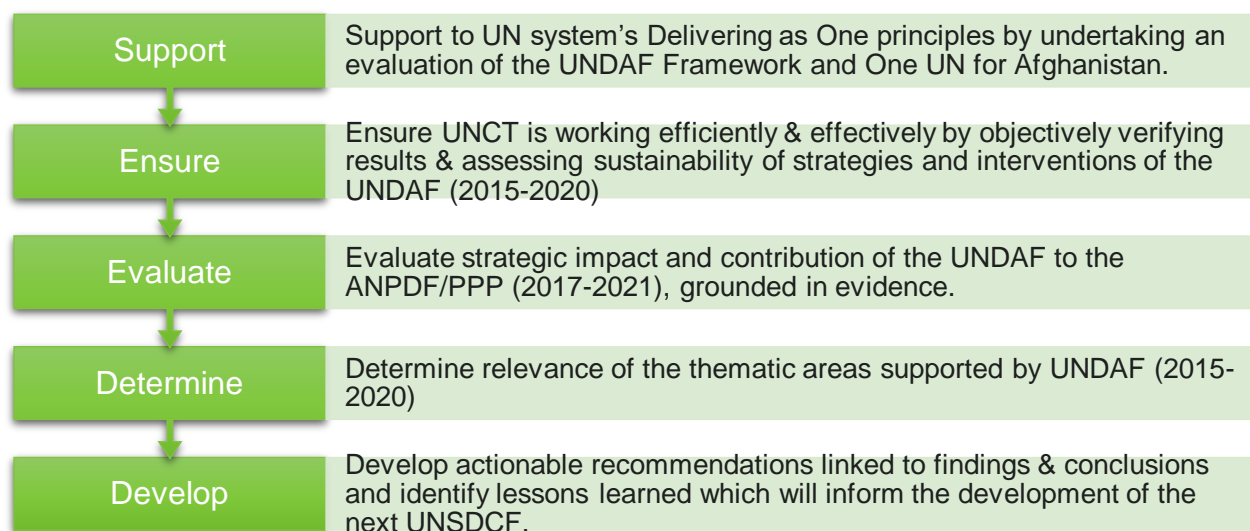 Support
Support to UN system's Delivering as One principles by undertaking an
evaluation of the UNDAF Framework and One UN for Afghanistan.
Ensure
Ensure UNCT is working efficiently & effectively by objectively verifying
results & assessing sustainability of strategies and interventions of the
UNDAF (2015-2020)
Evaluate
Evaluate strategic impact and contribution of the UNDAF to the
ANPDF/PPP (2017-2021), grounded in evidence.
Determine
Determine relevance of the thematic areas supported by UNDAF (2015-
2020)
Develop
Develop actionable recommendations linked to findings & conclusions
and identify lessons learned which will inform the development of the
next UNSDCF.